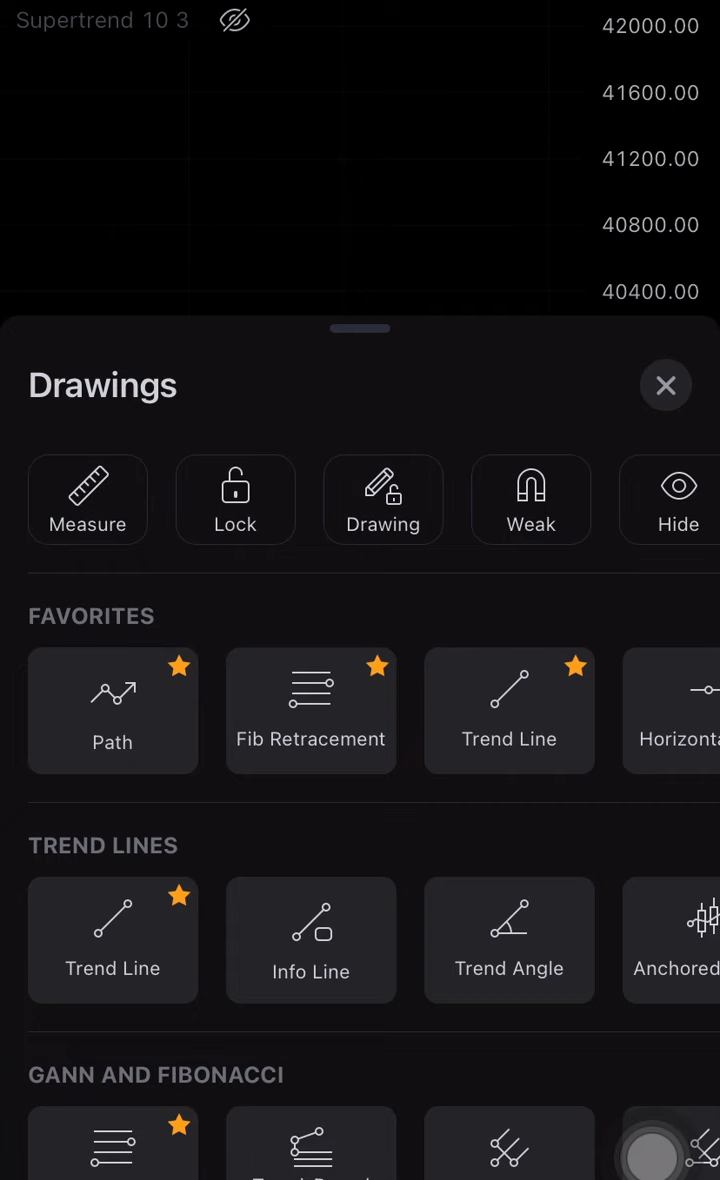 Supertrend 10 3
42000.00
41600.00
41200.00
40800.00
40400.00
Drawings
Measure
Lock
Drawing
Weak
Hide
FAVORITES
Path
Fib Retracement
Trend Line
TREND LINES
Trend Line
Info Line
Trend Angle
Anchored
GANN AND FIBONACCI